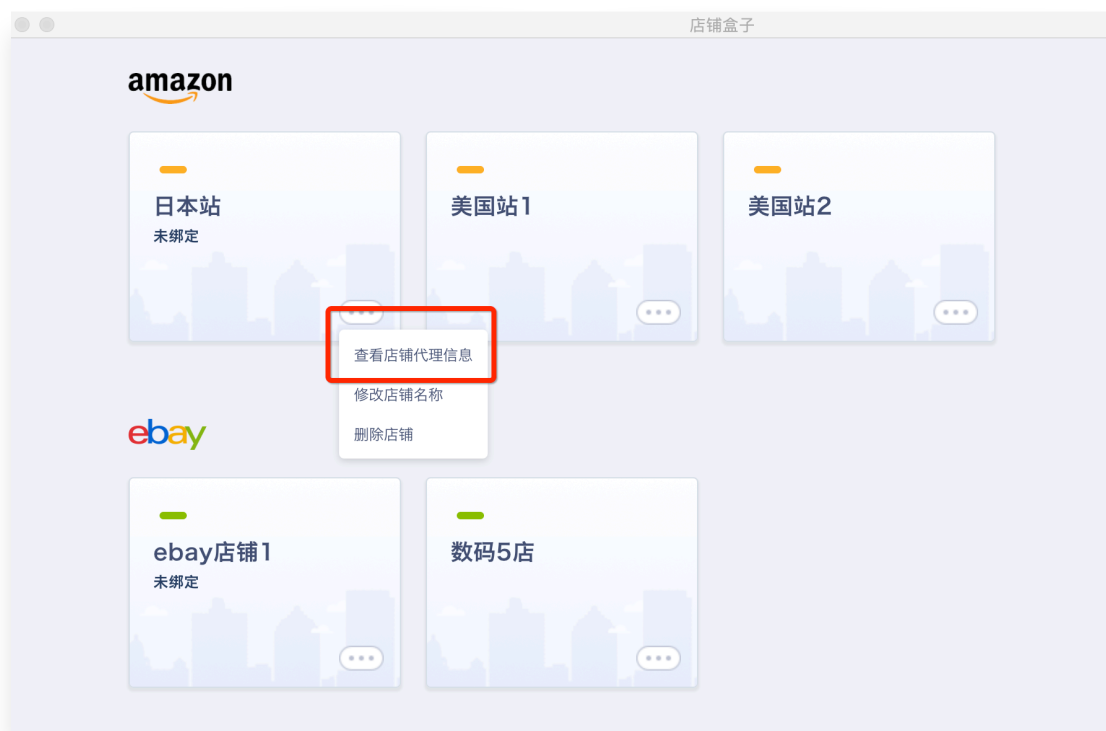 店铺盒子
amazon
日本站
未绑定
美国站1
美国站2
查看店铺代理信息
修改店铺名称
删除店铺
ebay
ebay店铺1
未绑定
数码5店